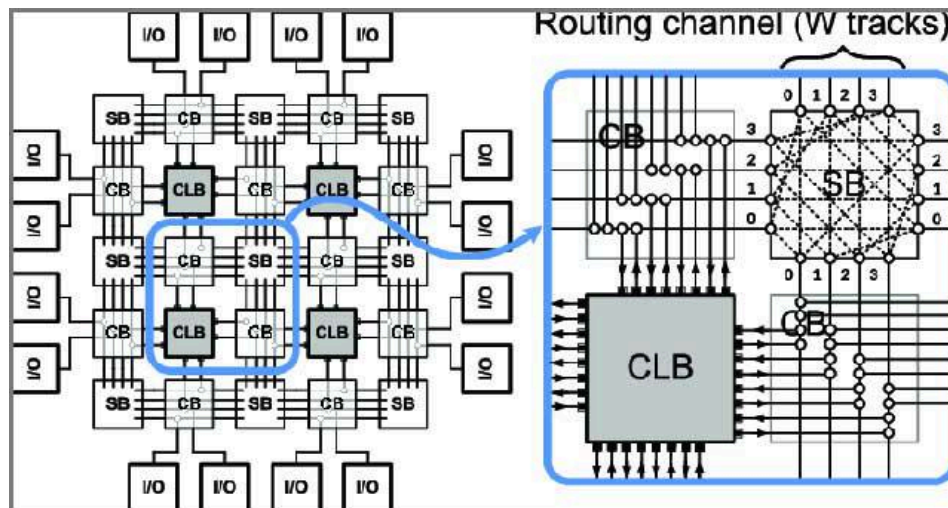 Routing channel (W tracks)
I/O I/O I/O I/O
SB CB SB CB SB
I/O CB CLB CB CLB CB I/O
I/O I/O
SB CB SB CB SB
I/O CB CLB CB CLB CB I/O
I/O I/O
SB CB SB CB SB
I/O I/O I/O I/O
0 1 2 3
CB
3 3
2 SB 2
1 1
0 0
0 1 2 3
CB
CLB